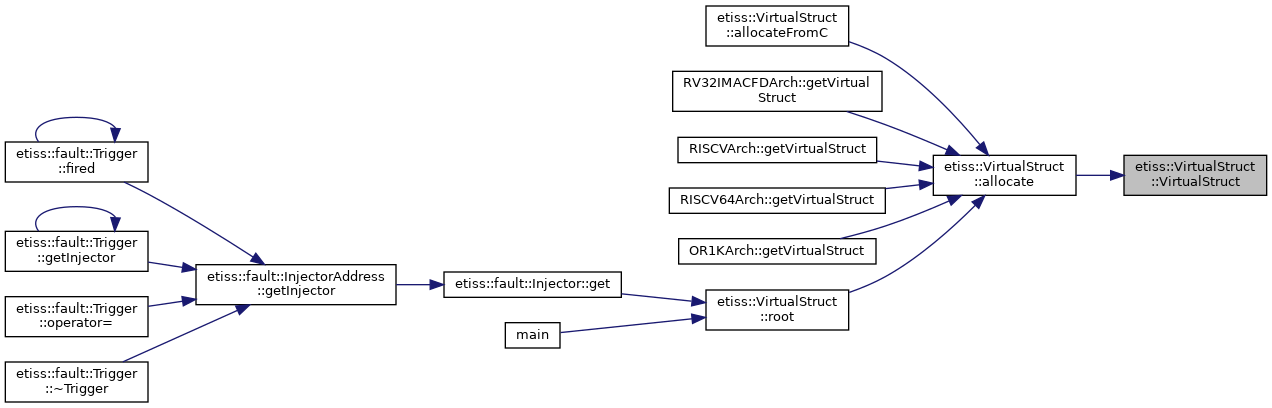 etiss::VirtualStruct
::allocateFromC
RV32IMACFDArch::getVirtual
Struct
etiss::fault::Trigger
::fired
RISCVArch::getVirtualStruct
etiss::VirtualStruct
::allocate
etiss::VirtualStruct
::VirtualStruct
RISCV64Arch::getVirtualStruct
etiss::fault::Trigger
::getInjector
OR1KArch::getVirtualStruct
etiss::fault::InjectorAddress
::getInjector
etiss::fault::Injector::get
etiss::VirtualStruct
::root
etiss::fault::Trigger
::operator=
main
etiss::fault::Trigger
::~Trigger